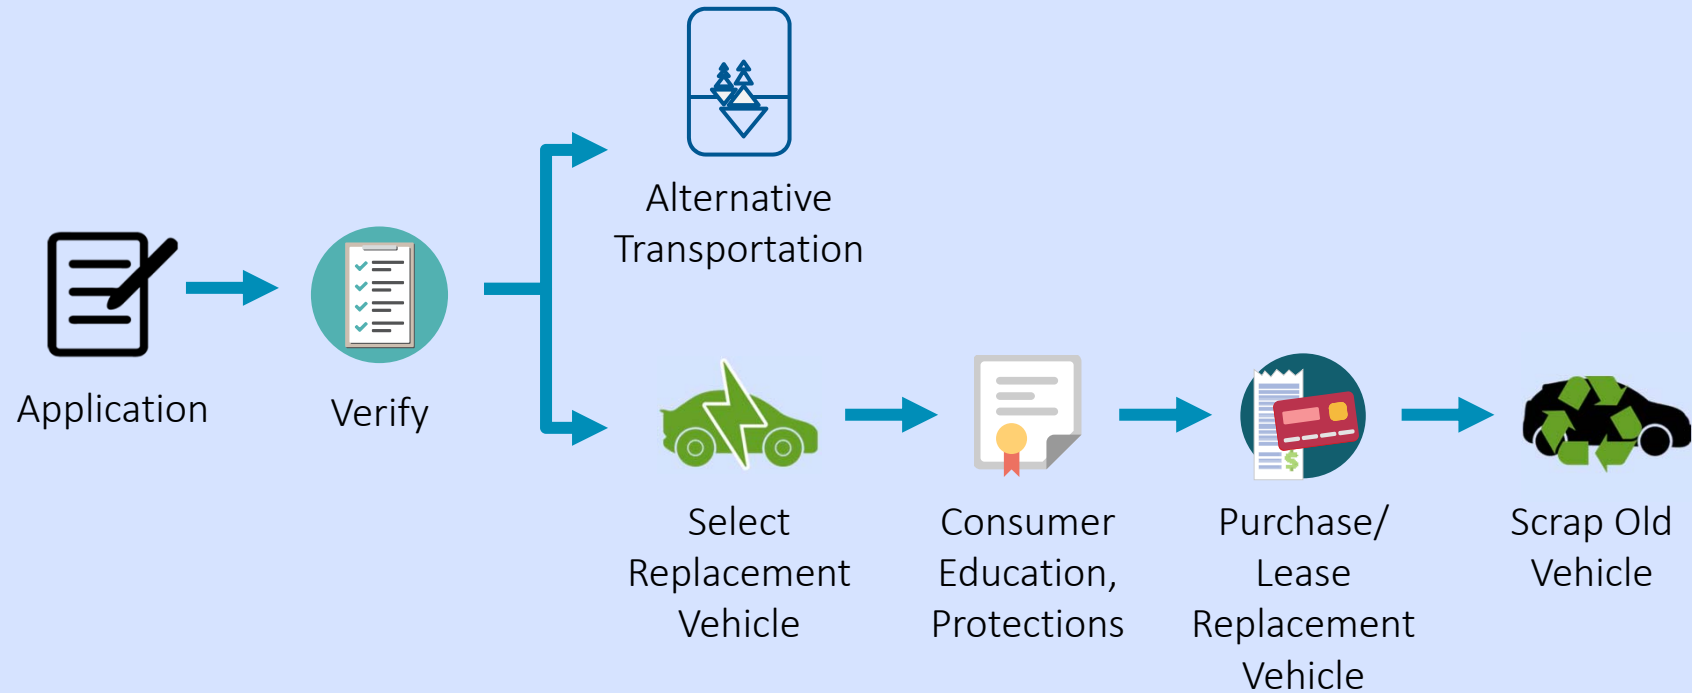 Application
Verify
Alternative
Transportation
Select
Replacement
Vehicle
Consumer
Education,
Protections
Purchase/
Lease
Replacement
Vehicle
Scrap Old
Vehicle
$